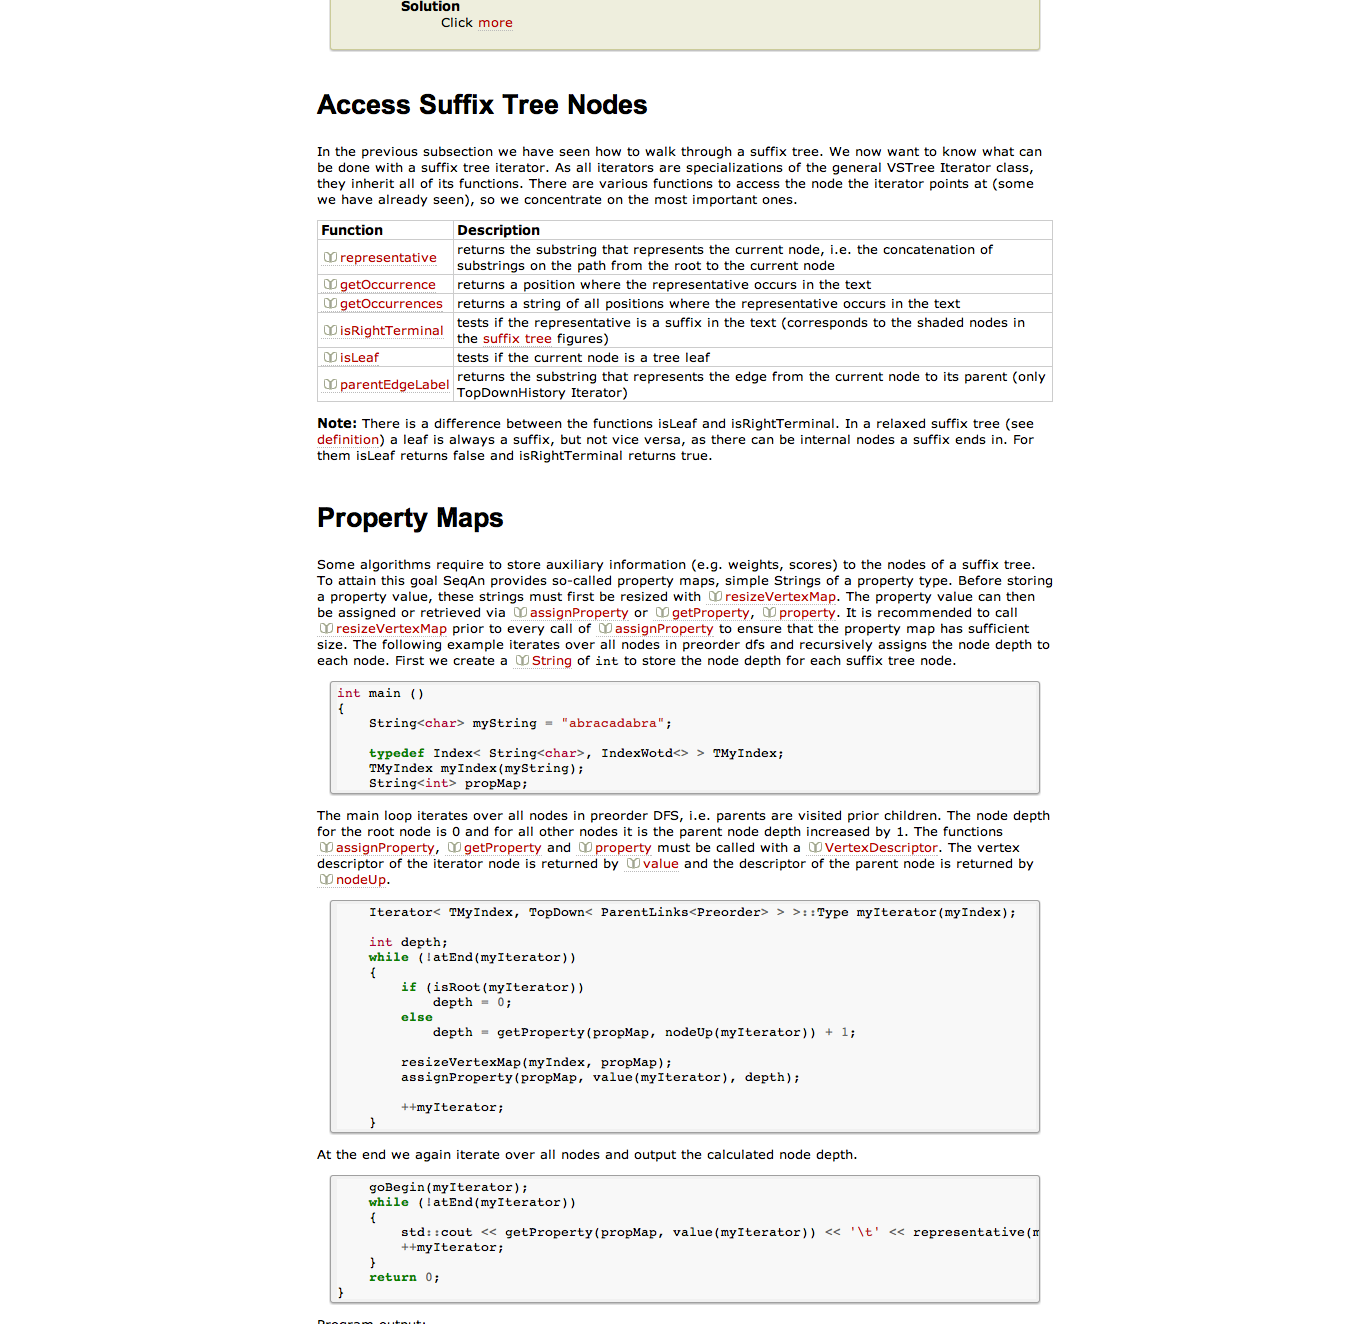 Solution
Click more
Access Suffix Tree Nodes
In the previous subsection we have seen how to walk through a suffix tree. We now want to know what can
be done with a suffix tree iterator. As all iterators are specializations of the general VSTree Iterator class,
they inherit all of its functions. There are various functions to access the node the iterator points at (some
we have already seen), so we concentrate on the most important ones.
Function Description
representative returns the substring that represents the current node, i.e. the concatenation of
substrings on the path from the root to the current node
getOccurrence returns a position where the representative occurs in the text
getOccurrences returns a string of all positions where the representative occurs in the text
isRightTerminal tests if the representative is a suffix in the text (corresponds to the shaded nodes in
the suffix tree figures)
isLeaf tests if the current node is a tree leaf
parentEdgeLabel returns the substring that represents the edge from the current node to its parent (only
TopDownHistory Iterator)
Note: There is a difference between the functions isLeaf and isRightTerminal. In a relaxed suffix tree (see
definition) a leaf is always a suffix, but not vice versa, as there can be internal nodes a suffix ends in. For
them isLeaf returns false and isRightTerminal returns true.
Property Maps
Some algorithms require to store auxiliary information (e.g. weights, scores) to the nodes of a suffix tree.
To attain this goal SeqAn provides so-called property maps, simple Strings of a property type. Before storing
a property value, these strings must first be resized with resizeVertexMap. The property value can then
be assigned or retrieved via assignProperty or getProperty, property. It is recommended to call
resizeVertexMap prior to every call of assignProperty to ensure that the property map has sufficient
size. The following example iterates over all nodes in preorder dfs and recursively assigns the node depth to
each node. First we create a String of int to store the node depth for each suffix tree node.
int main ()
{
String<char> myString = "abracadabra";
typedef Index< String<char>, IndexWotd<> > TMyIndex;
TMyIndex myIndex(myString);
String<int> propMap;
The main loop iterates over all nodes in preorder DFS, i.e. parents are visited prior children. The node depth
for the root node is 0 and for all other nodes it is the parent node depth increased by 1. The functions
assignProperty, getProperty and property must be called with a VertexDescriptor. The vertex
descriptor of the iterator node is returned by value and the descriptor of the parent node is returned by
nodeUp.
Iterator< TMyIndex, TopDown< ParentLinks<Preorder> > >::Type myIterator(myIndex);
int depth;
while (!atEnd(myIterator))
{
if (isRoot(myIterator))
depth = 0;
else
depth = getProperty(propMap, nodeUp(myIterator)) + 1;
resizeVertexMap(myIndex, propMap);
assignProperty(propMap, value(myIterator), depth);
++myIterator;
}
At the end we again iterate over all nodes and output the calculated node depth.
goBegin(myIterator);
while (!atEnd(myIterator))
{
std::cout << getProperty(propMap, value(myIterator)) << '\t' << representative(m
++myIterator;
}
return 0;
}
Program output: